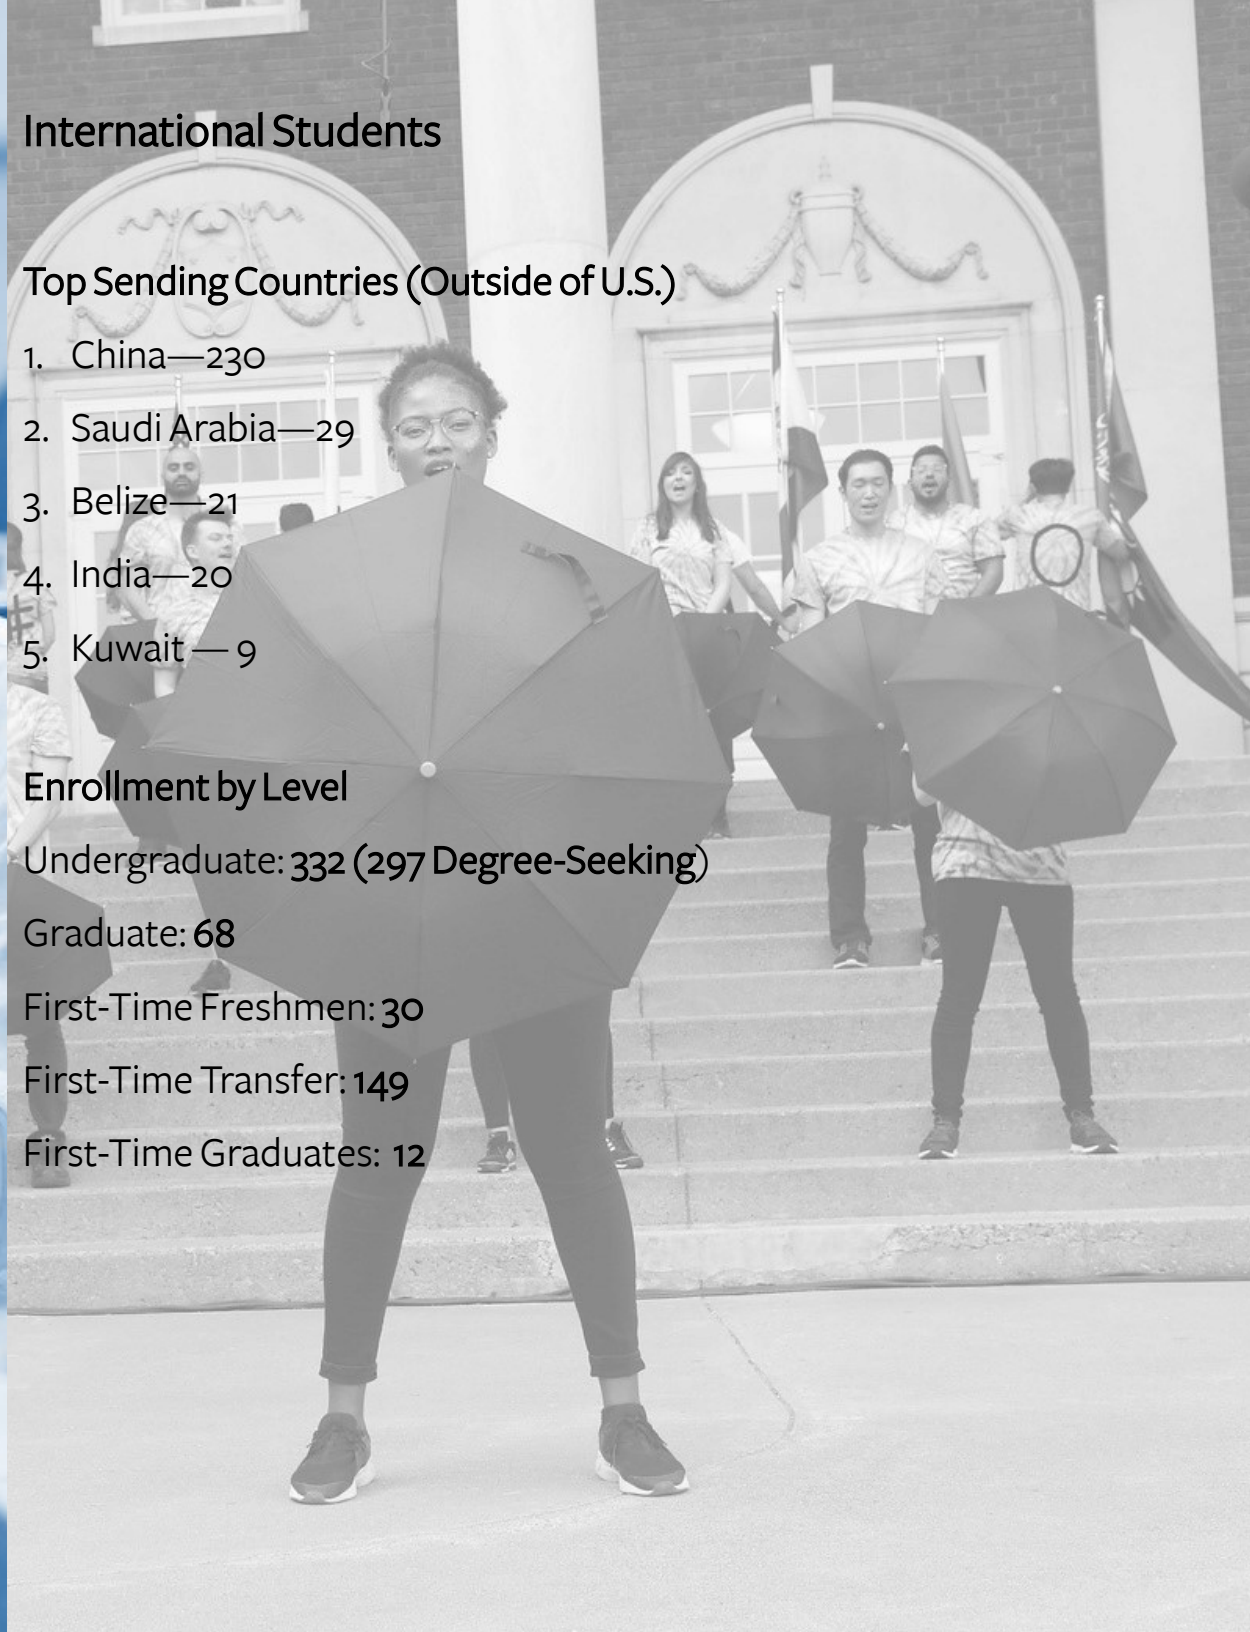 International Students
Top Sending Countries (Outside of U.S.)
1. China—230
2. Saudi Arabia—29
3. Belize—21
4. India—20
5. Kuwait — 9
Enrollment by Level
Undergraduate: 332 (297 Degree-Seeking)
Graduate: 68
First-Time Freshmen: 30
First-Time Transfer: 149
First-Time Graduates: 12